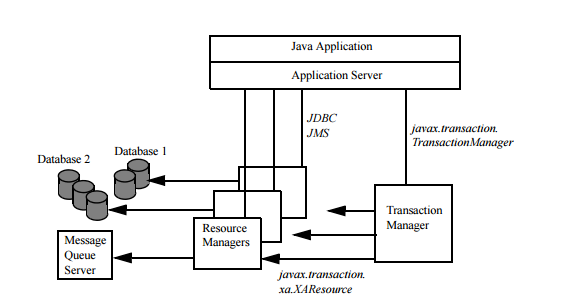 Java Application
Application Server
JDBC
JMS
javax.transaction.
TransactionManager
Database 2
Database 1
Resource
Managers
Transaction
Manager
Message
Queue
Server
javax.transaction.
xa.XAResource